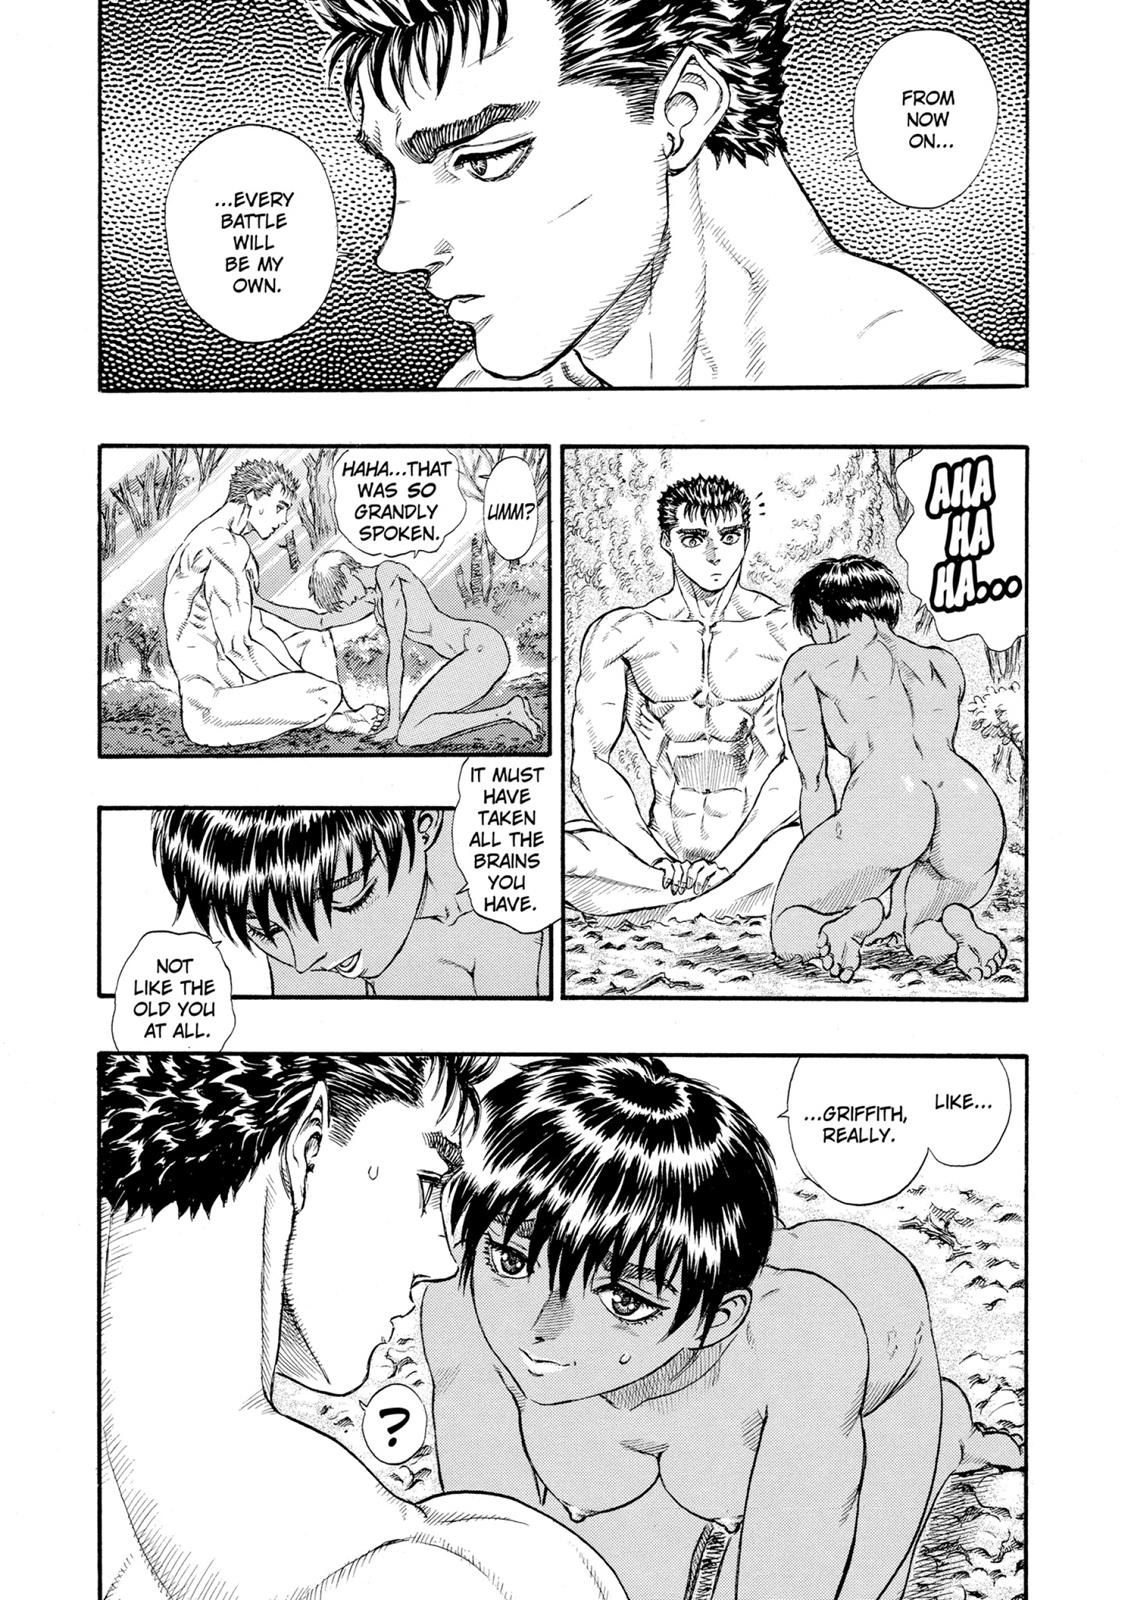 FROM
NOW
ON...
...EVERY
BATTLE
WILL
BE MY
OWN.
AHA
HA
HA...
UMM?
HAHA...THAT
WAS SO
GRANDLY
SPOKEN.
IT MUST
HAVE
TAKEN
ALL THE
BRAINS
YOU
HAVE.
NOT
LIKE THE
OLD YOU
AT ALL.
LIKE...
...GRIFFITH,
REALLY.
?